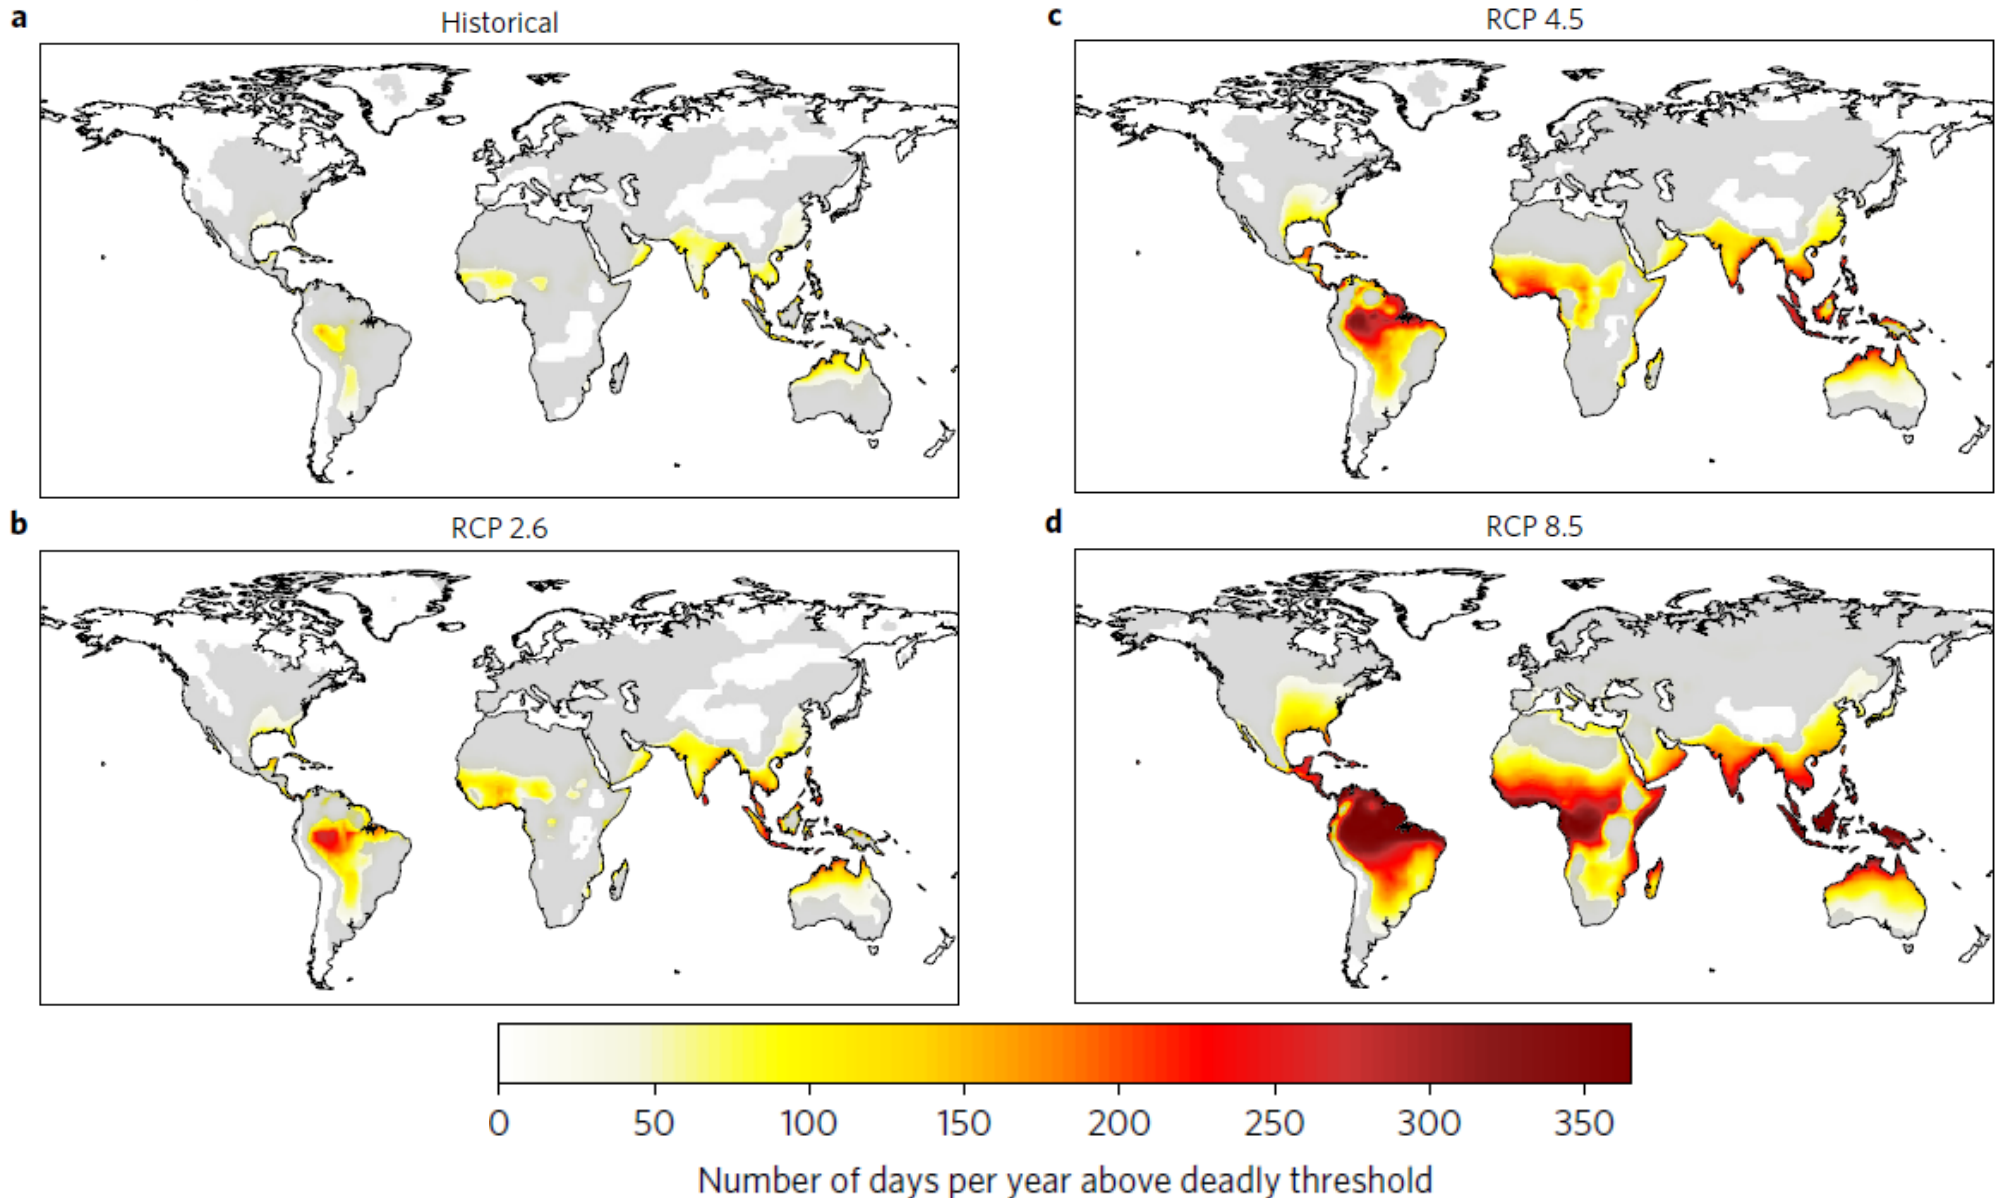 a
Historical
c
RCP 4.5
b
RCP 2.6
d
RCP 8.5
0 50 100 150 200 250 300 350
Number of days per year above deadly threshold